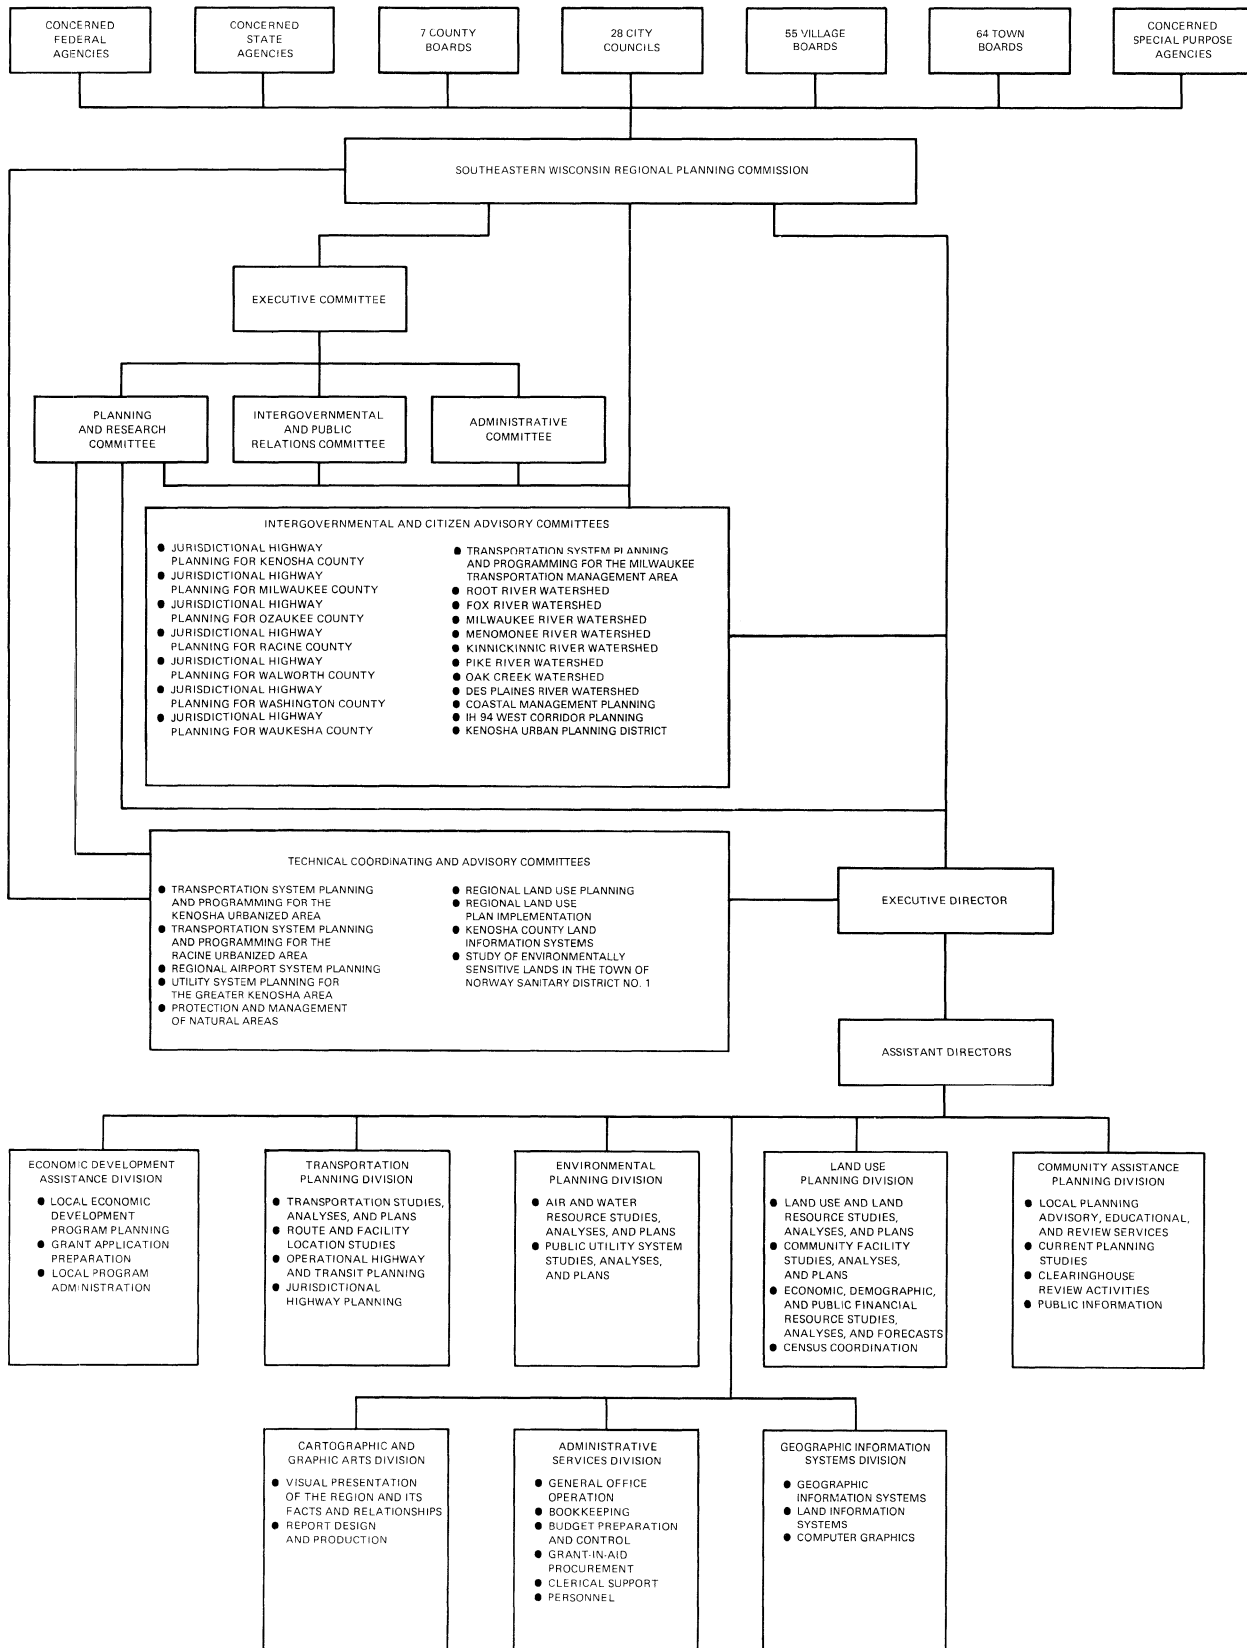 CONCERNED
FEDERAL
AGENCIES
CONCERNED
STATE
AGENCIES
7 COUNTY
BOARDS
28 CITY
COUNCILS
55 VILLAGE
BOARDS
64 TOWN
BOARDS
CONCERNED
SPECIAL PURPOSE
AGENCIES
SOUTHEASTERN WISCONSIN REGIONAL PLANNING COMMISSION
EXECUTIVE COMMITTEE
PLANNING
AND RESEARCH
COMMITTEE
INTERGOVERNMENTAL
AND PUBLIC
RELATIONS COMMITTEE
ADMINISTRATIVE
COMMITTEE
INTERGOVERNMENTAL AND CITIZEN ADVISORY COMMITTEES
● JURISDICTIONAL HIGHWAY
PLANNING FOR KENOSHA COUNTY
● JURISDICTIONAL HIGHWAY
PLANNING FOR MILWAUKEE COUNTY
● JURISDICTIONAL HIGHWAY
PLANNING FOR OZAUKEE COUNTY
● JURISDICTIONAL HIGHWAY
PLANNING FOR RACINE COUNTY
● JURISDICTIONAL HIGHWAY
PLANNING FOR WALWORTH COUNTY
● JURISDICTIONAL HIGHWAY
PLANNING FOR WASHINGTON COUNTY
● JURISDICTIONAL HIGHWAY
PLANNING FOR WAUKESHA COUNTY
● TRANSPORTATION SYSTEM PLANNING
AND PROGRAMMING FOR THE MILWAUKEE
TRANSPORTATION MANAGEMENT AREA
● ROOT RIVER WATERSHED
● FOX RIVER WATERSHED
● MILWAUKEE RIVER WATERSHED
● MENOMONEE RIVER WATERSHED
● KINNICKINNIC RIVER WATERSHED
● PIKE RIVER WATERSHED
● OAK CREEK WATERSHED
● DES PLAINES RIVER WATERSHED
● COASTAL MANAGEMENT PLANNING
● IH 94 WEST CORRIDOR PLANNING
● KENOSHA URBAN PLANNING DISTRICT
TECHNICAL COORDINATING AND ADVISORY COMMITTEES
● TRANSPORTATION SYSTEM PLANNING
AND PROGRAMMING FOR THE
KENOSHA URBANIZED AREA
● TRANSPORTATION SYSTEM PLANNING
AND PROGRAMMING FOR THE
RACINE URBANIZED AREA
● REGIONAL AIRPORT SYSTEM PLANNING
● UTILITY SYSTEM PLANNING FOR
THE GREATER KENOSHA AREA
● PROTECTION AND MANAGEMENT
OF NATURAL AREAS
● REGIONAL LAND USE PLANNING
● REGIONAL LAND USE
PLAN IMPLEMENTATION
● KENOSHA COUNTY LAND
INFORMATION SYSTEMS
● STUDY OF ENVIRONMENTALLY
SENSITIVE LANDS IN THE TOWN OF
NORWAY SANITARY DISTRICT NO. 1
EXECUTIVE DIRECTOR
ASSISTANT DIRECTORS
ECONOMIC DEVELOPMENT
ASSISTANCE DIVISION
● LOCAL ECONOMIC
DEVELOPMENT
PROGRAM PLANNING
● GRANT APPLICATION
PREPARATION
● LOCAL PROGRAM
ADMINISTRATION
TRANSPORTATION
PLANNING DIVISION
● TRANSPORTATION STUDIES,
ANALYSES, AND PLANS
● ROUTE AND FACILITY
LOCATION STUDIES
● OPERATIONAL HIGHWAY
AND TRANSIT PLANNING
● JURISDICTIONAL
HIGHWAY PLANNING
ENVIRONMENTAL
PLANNING DIVISION
● AIR AND WATER
RESOURCE STUDIES,
ANALYSES, AND PLANS
● PUBLIC UTILITY SYSTEM
STUDIES, ANALYSES,
AND PLANS
LAND USE
PLANNING DIVISION
● LAND USE AND LAND
RESOURCE STUDIES,
ANALYSES, AND PLANS
● COMMUNITY FACILITY
STUDIES, ANALYSES,
AND PLANS
● ECONOMIC, DEMOGRAPHIC,
AND PUBLIC FINANCIAL
RESOURCE STUDIES,
ANALYSES, AND FORECASTS
● CENSUS COORDINATION
COMMUNITY ASSISTANCE
PLANNING DIVISION
● LOCAL PLANNING
ADVISORY, EDUCATIONAL,
AND REVIEW SERVICES
● CURRENT PLANNING
STUDIES
● CLEARINGHOUSE
REVIEW ACTIVITIES
● PUBLIC INFORMATION
CARTOGRAPHIC AND
GRAPHIC ARTS DIVISION
● VISUAL PRESENTATION
OF THE REGION AND ITS
FACTS AND RELATIONSHIPS
● REPORT DESIGN
AND PRODUCTION
ADMINISTRATIVE
SERVICES DIVISION
● GENERAL OFFICE
OPERATION
● BOOKKEEPING
● BUDGET PREPARATION
AND CONTROL
● GRANT-IN-AID
PROCUREMENT
● CLERICAL SUPPORT
● PERSONNEL
GEOGRAPHIC INFORMATION
SYSTEMS DIVISION
● GEOGRAPHIC
INFORMATION SYSTEMS
● LAND INFORMATION
SYSTEMS
● COMPUTER GRAPHICS